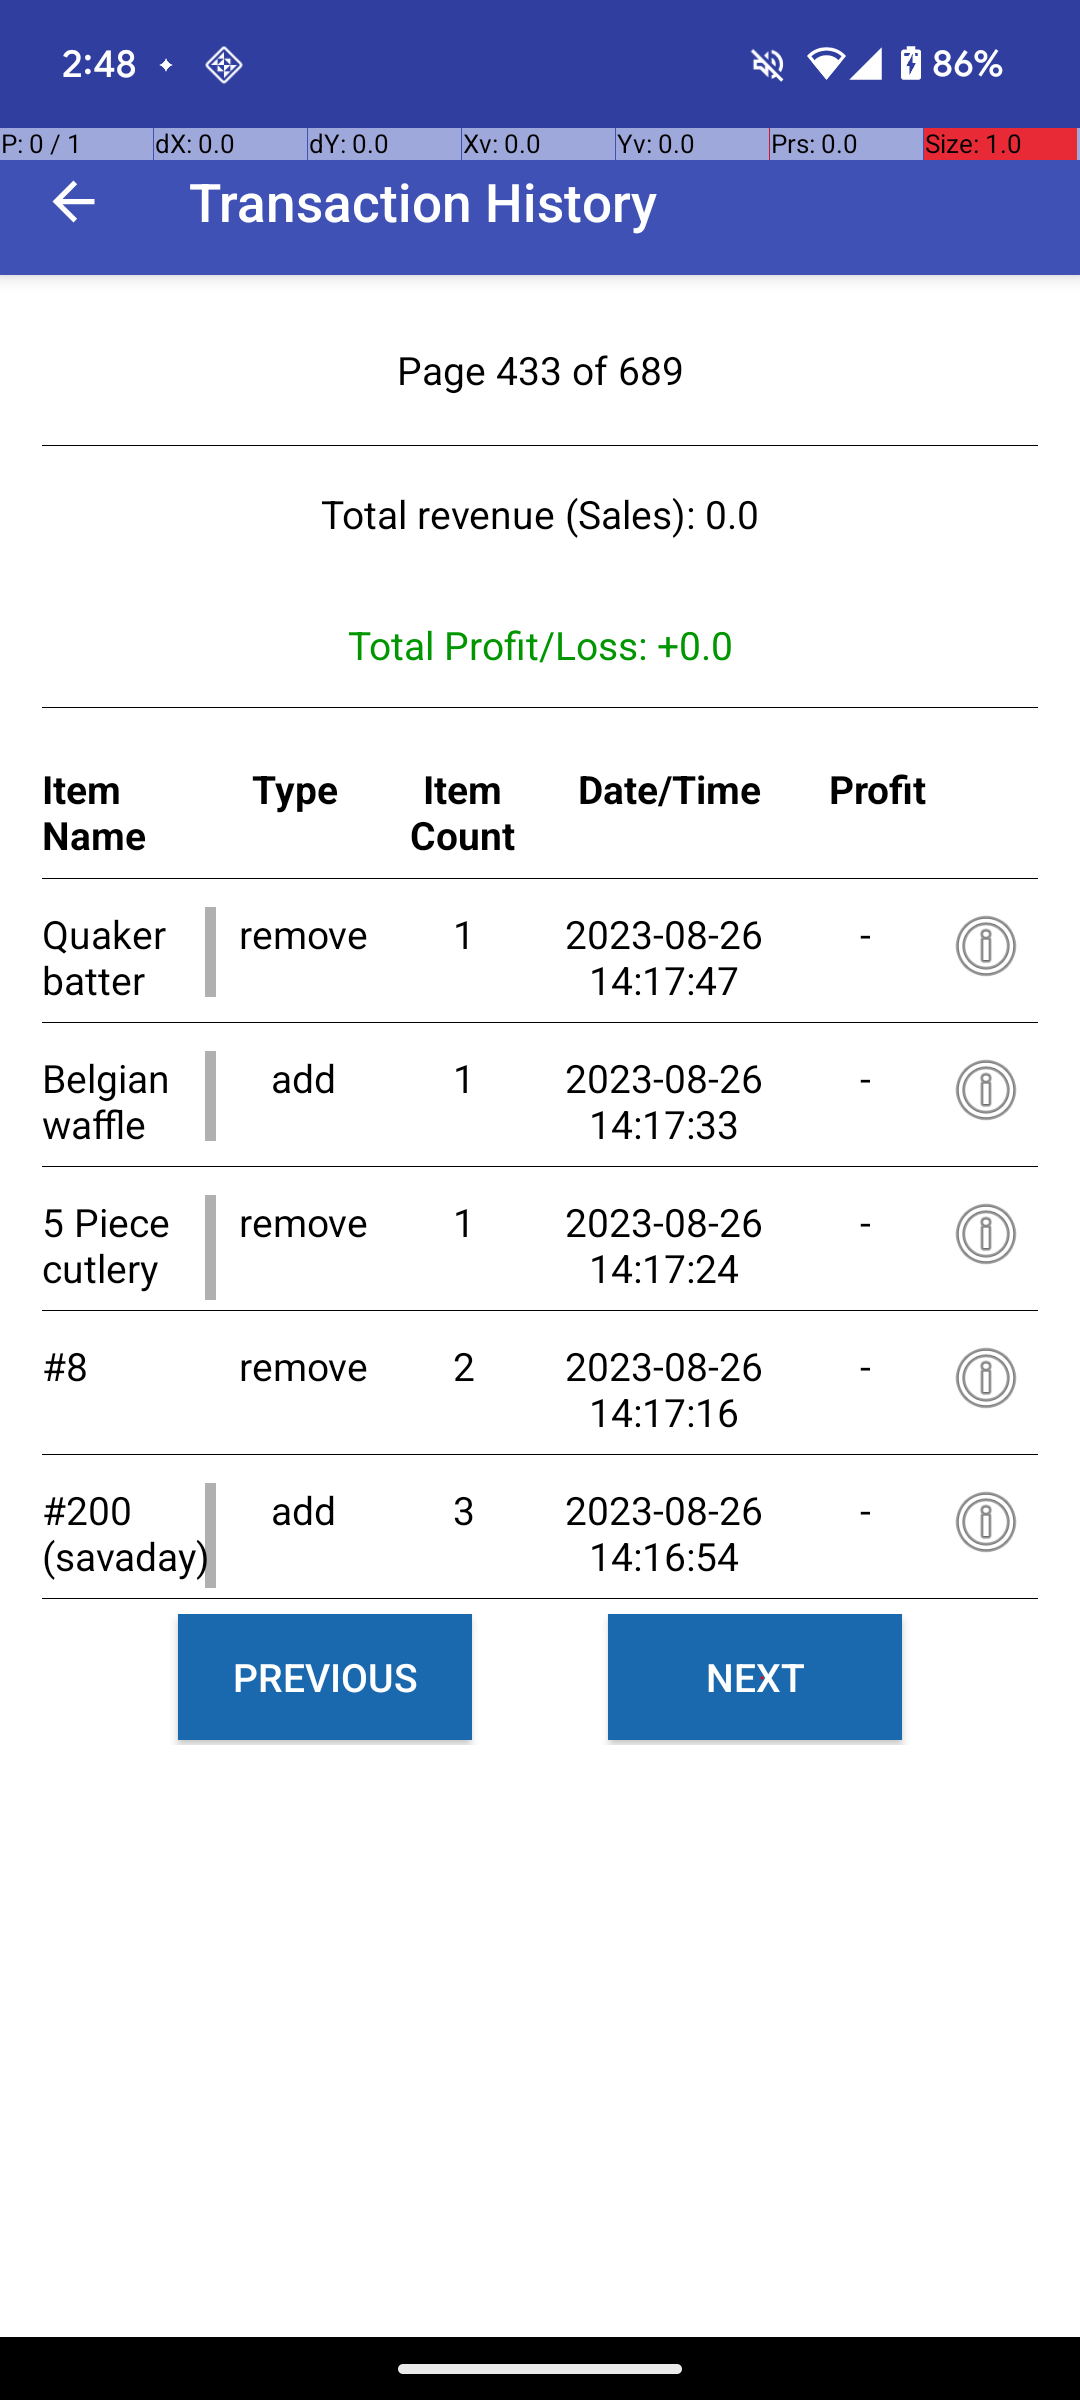 2:48 86%
P: 0 / 1 dX: 0.0 dY: 0.0 Xv: 0.0 Yv: 0.0 Prs: 0.0 Size: 1.0
Transaction History
Page 433 of 689
Total revenue (Sales): 0.0
Total Profit/Loss: +0.0
Item Name Type Item Count Date/Time Profit
Quaker batter remove 1 2023-08-26 14:17:47 -
Belgian waffle add 1 2023-08-26 14:17:33 -
5 Piece cutlery remove 1 2023-08-26 14:17:24 -
#8 remove 2 2023-08-26 14:17:16 -
#200 (savaday) add 3 2023-08-26 14:16:54 -
PREVIOUS NEXT